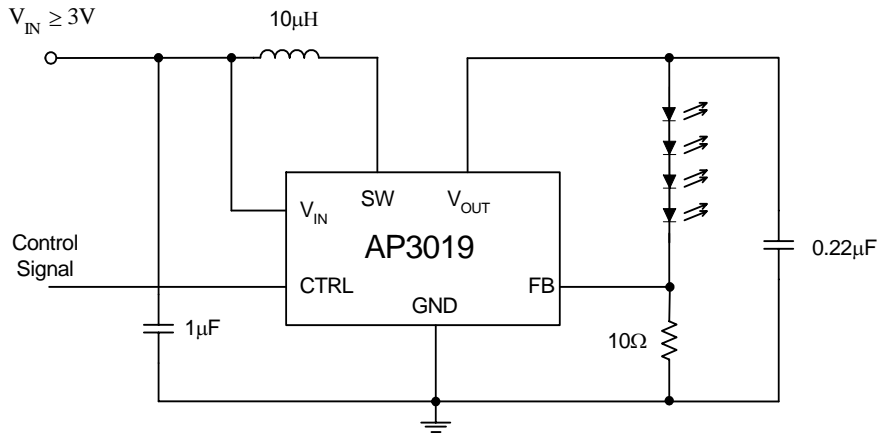 V_IN ≥ 3V
10μH
SW
V_OUT
V_IN
AP3019
Control
Signal
CTRL
FB
GND
0.22μF
1μF
10Ω